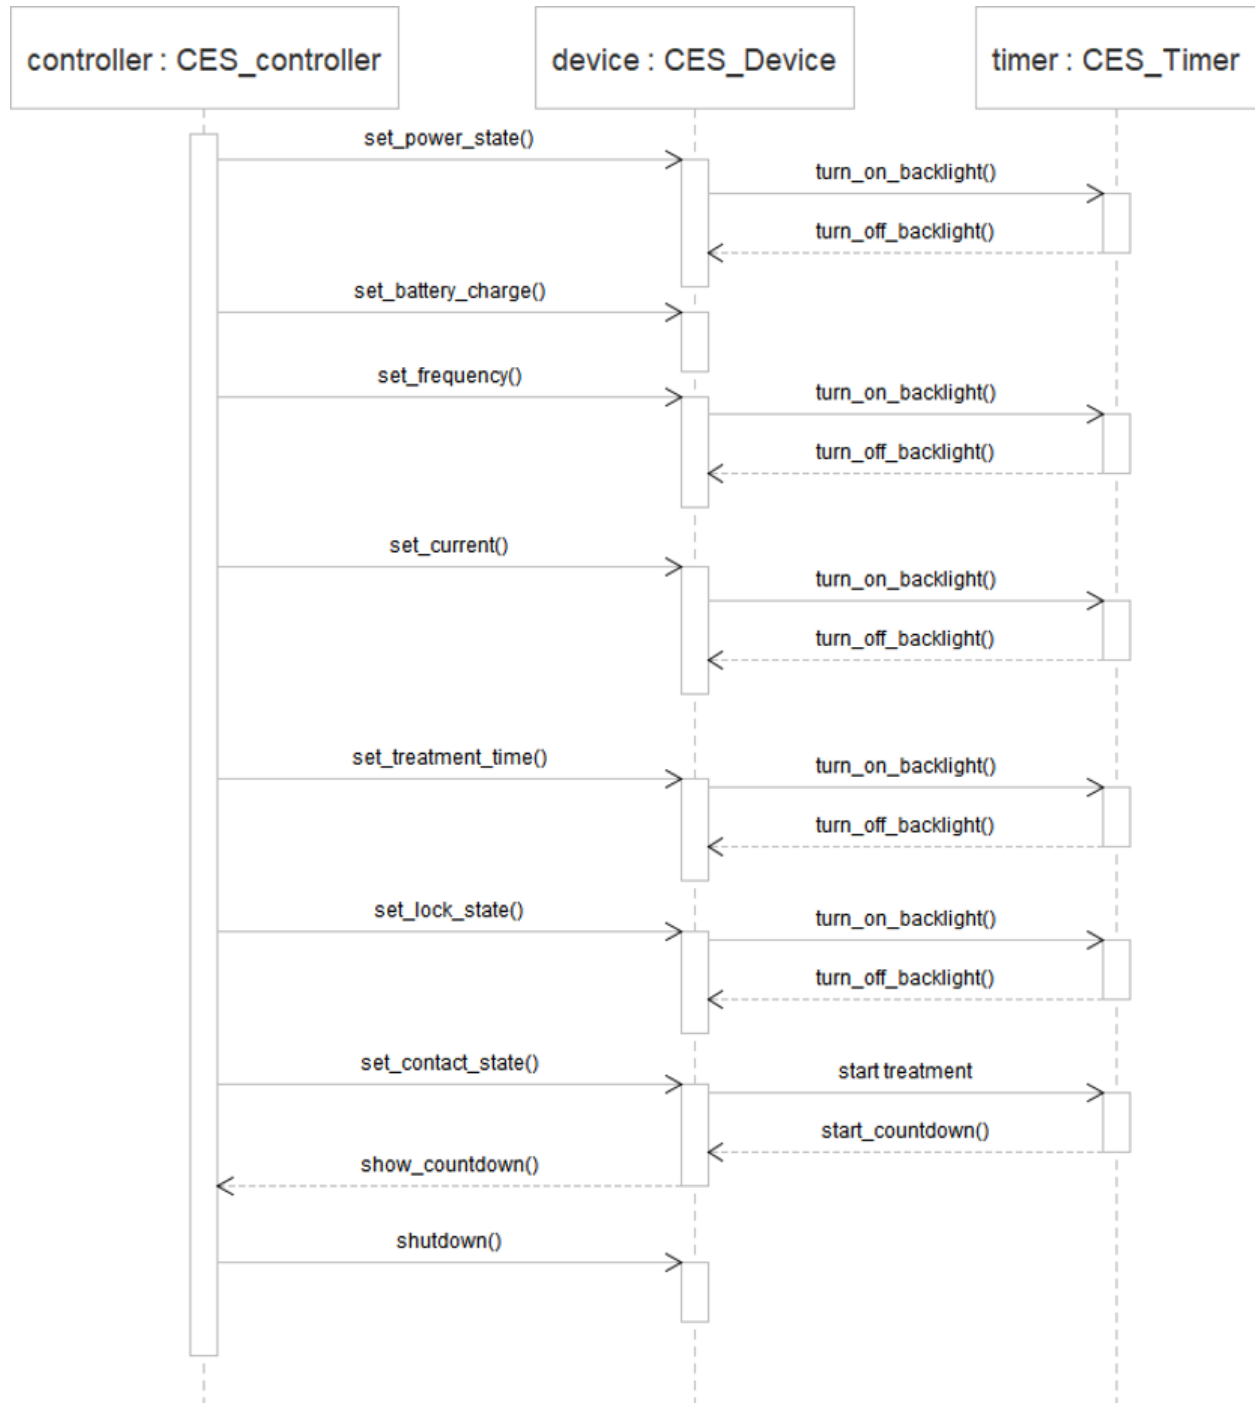 controller : CES_controller
device : CES_Device
timer : CES_Timer
set_power_state()
turn_on_backlight()
turn_off_backlight()
set_battery_charge()
set_frequency()
turn_on_backlight()
turn_off_backlight()
set_current()
turn_on_backlight()
turn_off_backlight()
set_treatment_time()
turn_on_backlight()
turn_off_backlight()
set_lock_state()
turn_on_backlight()
turn_off_backlight()
set_contact_state()
start treatment
start_countdown()
show_countdown()
shutdown()